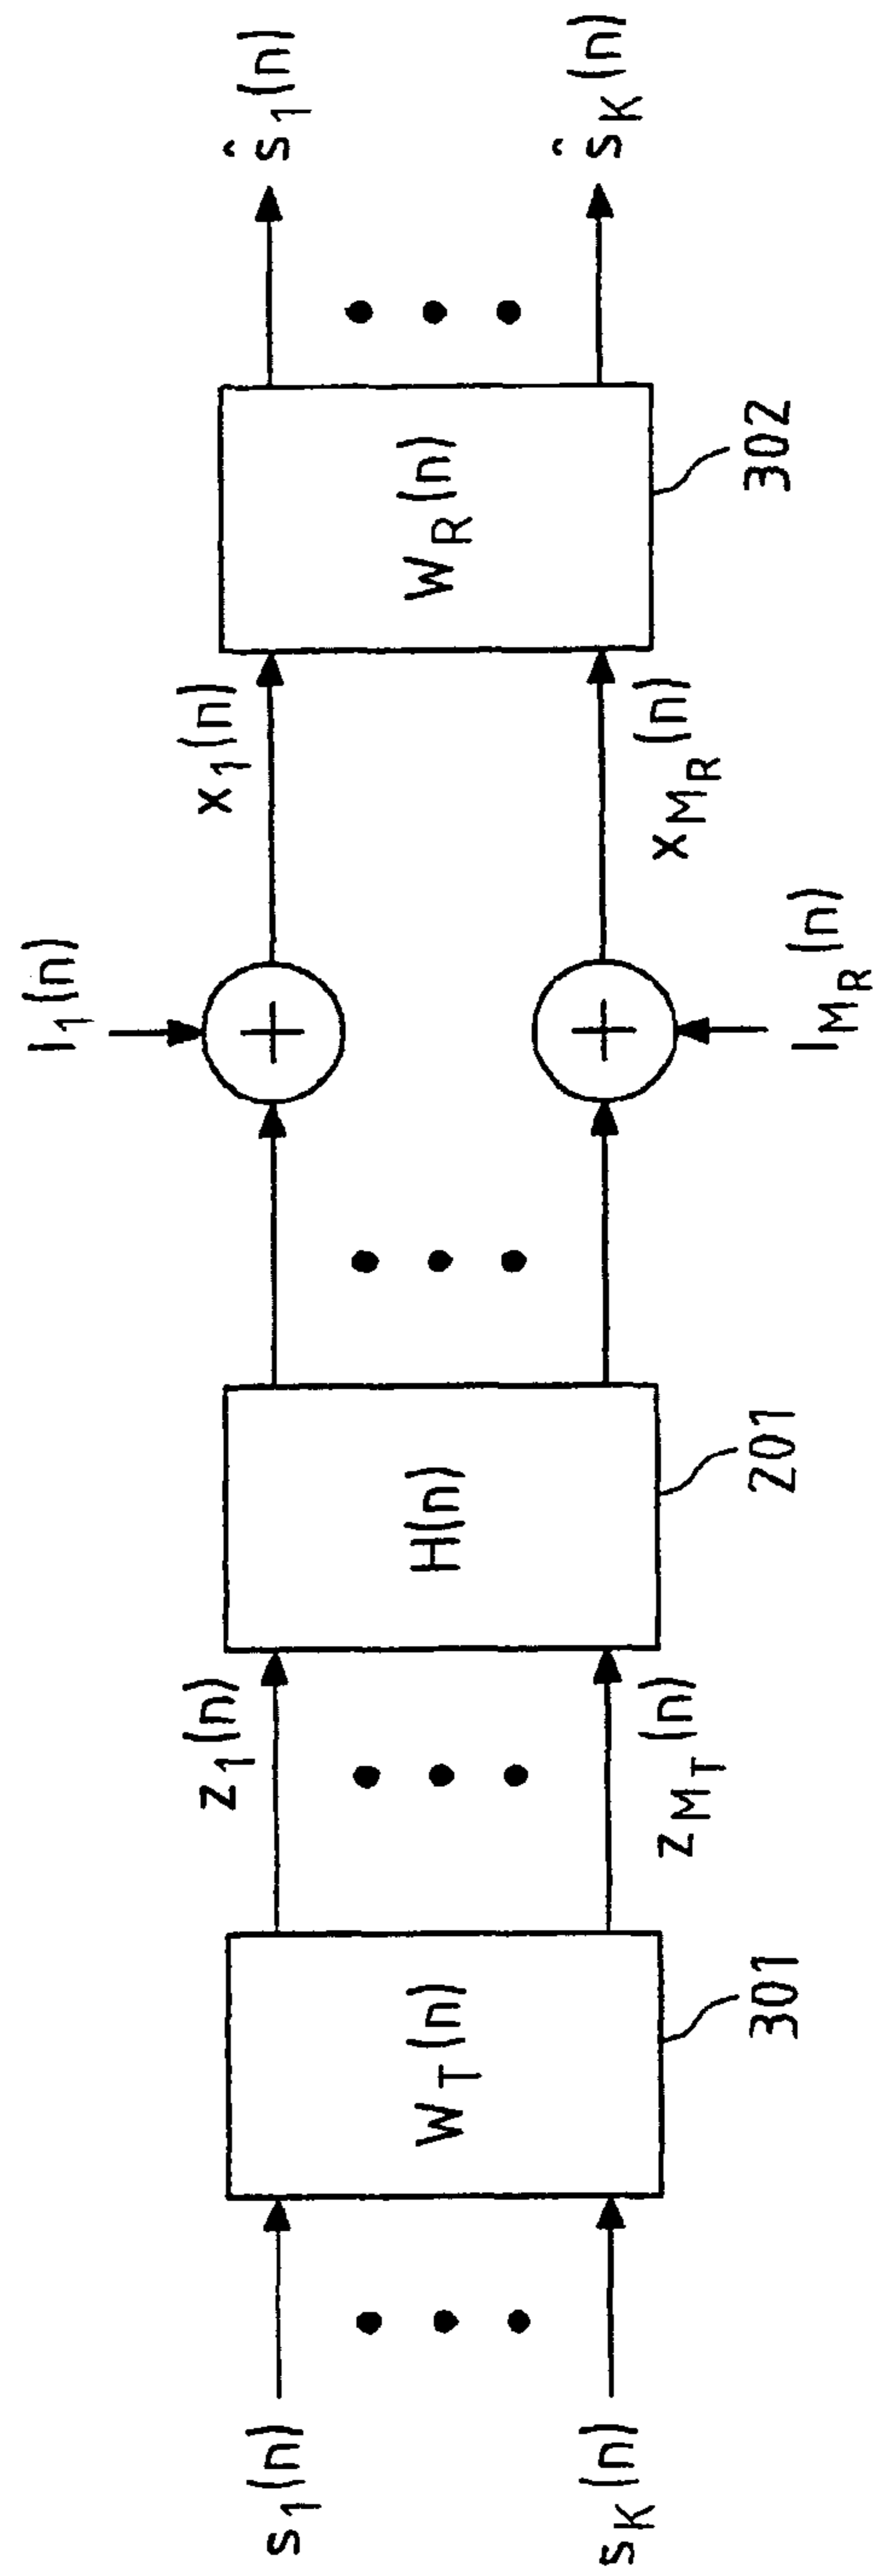 s1(n)
sK(n)
WT(n)
301
z1(n)
zMT(n)
H(n)
201
I1(n)
IMR(n)
x1(n)
xMR(n)
WR(n)
302
ŝ1(n)
ŝK(n)